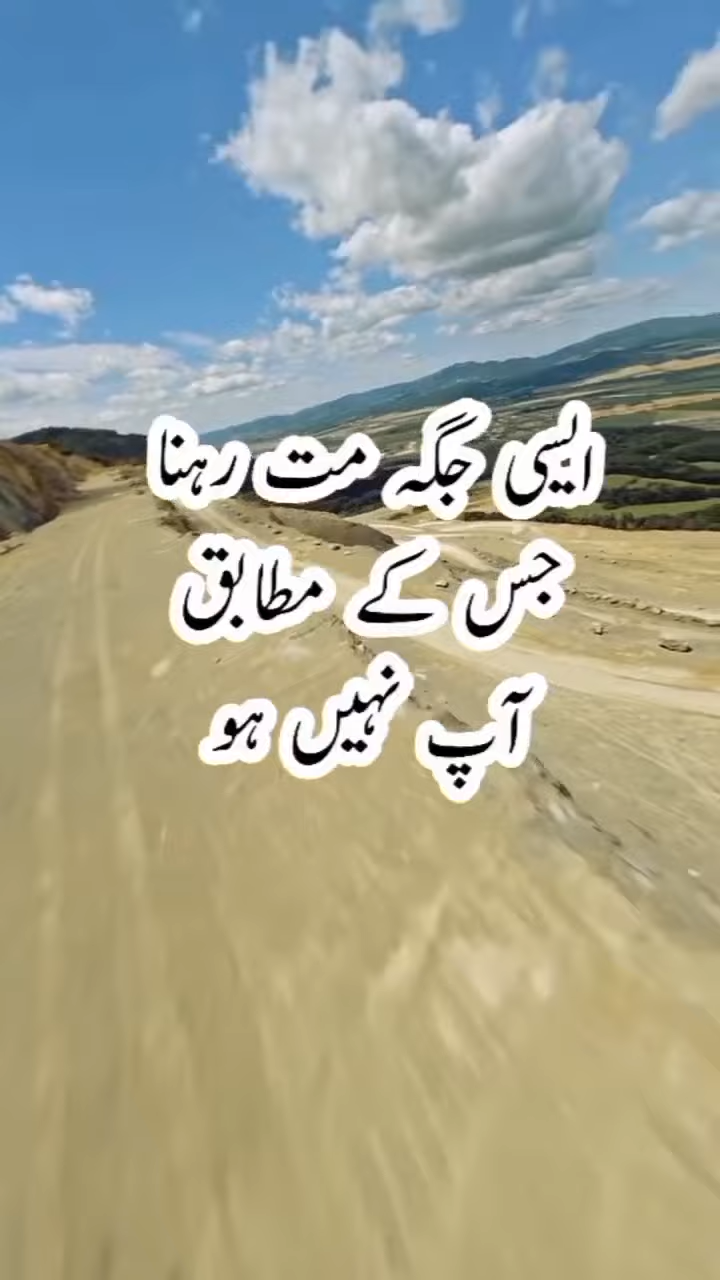 ایسی جگہ مت رہنا
جس کے مطابق
آپ نہیں ہو